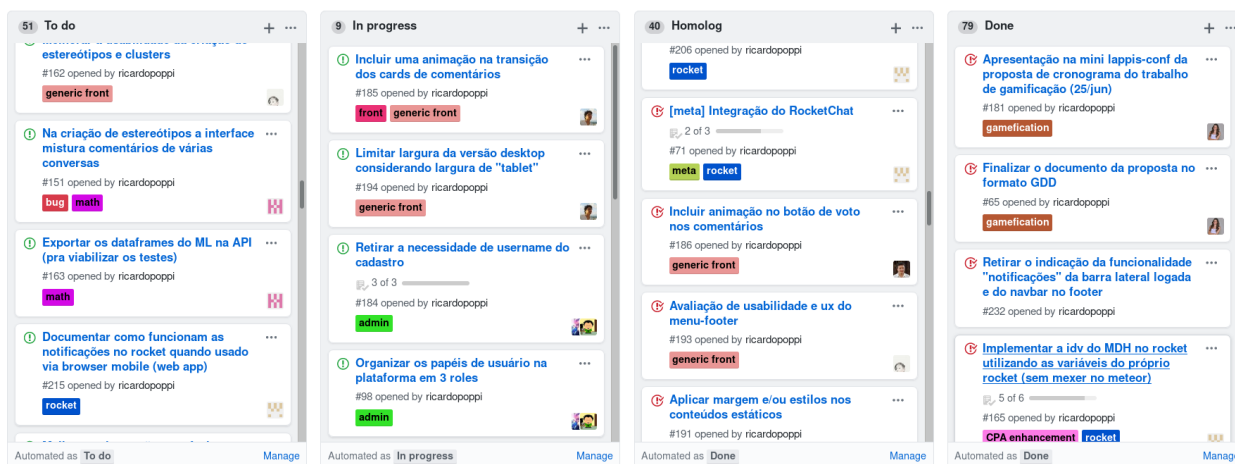 51 To do
estereótipos e clusters
#162 opened by ricardopoppi
generic front
Na criação de estereótipos a interface
mistura comentários de várias
conversas
#151 opened by ricardopoppi
bug math
Exportar os dataframes do ML na API
(pra viabilizar os testes)
#163 opened by ricardopoppi
math
Documentar como funcionam as
notificações no rocket quando usado
via browser mobile (web app)
#215 opened by ricardopoppi
rocket
Automated as To do Manage
9 In progress
Incluir uma animação na transição
dos cards de comentários
#185 opened by ricardopoppi
front generic front
Limitar largura da versão desktop
considerando largura de "tablet"
#194 opened by ricardopoppi
generic front
Retirar a necessidade de username do
cadastro
3 of 3
#184 opened by ricardopoppi
admin
Organizar os papéis de usuário na
plataforma em 3 roles
#98 opened by ricardopoppi
admin
Automated as In progress Manage
40 Homolog
#206 opened by ricardopoppi
rocket
[meta] Integração do RocketChat
2 of 3
#71 opened by ricardopoppi
meta rocket
Incluir animação no botão de voto
nos comentários
#186 opened by ricardopoppi
generic front
Avaliação de usabilidade e ux do
menu-footer
#193 opened by ricardopoppi
generic front
Aplicar margem e/ou estilos nos
conteúdos estáticos
#191 opened by ricardopoppi
Automated as Done Manage
79 Done
Apresentação na mini lappis-conf da
proposta de cronograma do trabalho
de gamificação (25/jun)
#181 opened by ricardopoppi
gamefication
Finalizar o documento da proposta no
formato GDD
#65 opened by ricardopoppi
gamefication
Retirar o indicação da funcionalidade
"notificações" da barra lateral logada
e do navbar no footer
#232 opened by ricardopoppi
Implementar a idv do MDH no rocket
utilizando as variáveis do próprio
rocket (sem mexer no meteor)
5 of 6
#165 opened by ricardopoppi
CPA enhancement rocket
Automated as Done Manage